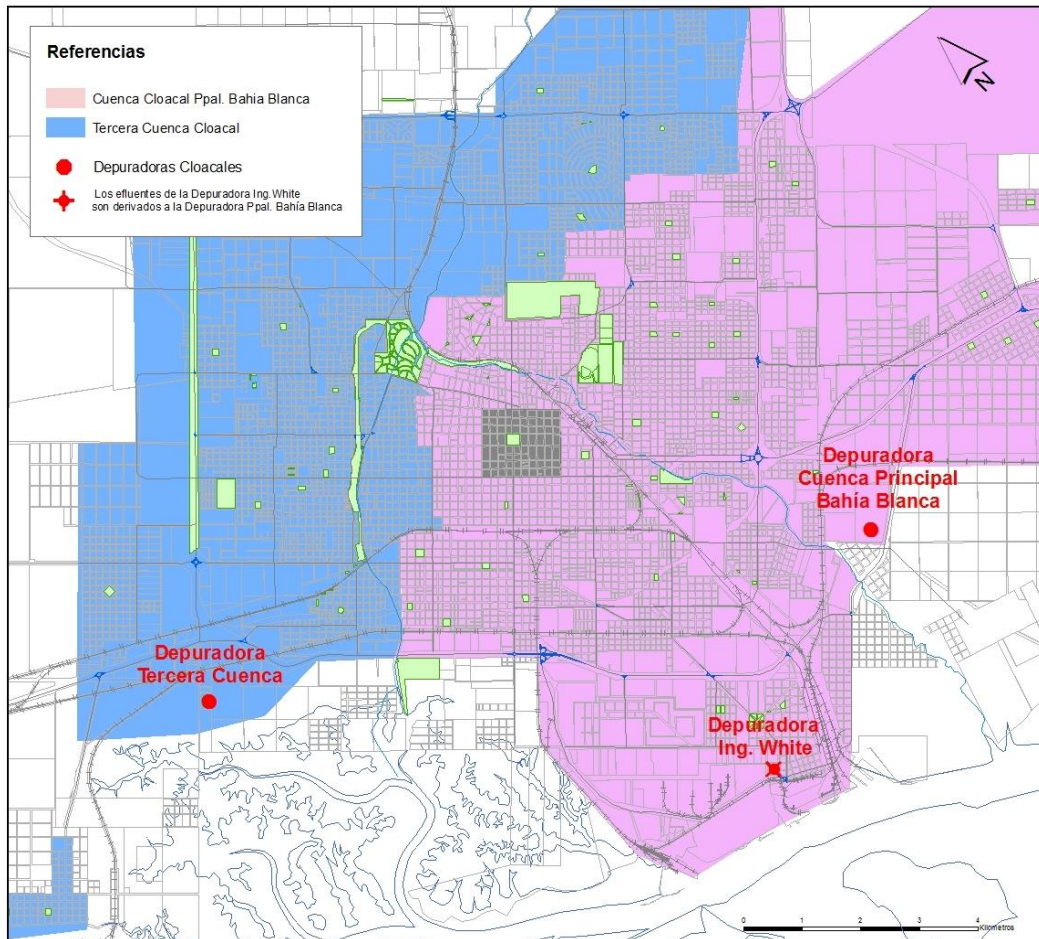 Referencias
Cuenca Cloacal Ppal. Bahia Blanca
Tercera Cuenca Cloacal
Depuradoras Cloacales
Los efluentes de la Depuradora Ing. White
son derivados a la Depuradora Ppal. Bahía Blanca
N
Depuradora
Cuenca Principal
Bahía Blanca
Depuradora
Tercera Cuenca
Depuradora
Ing. White
0 1 2 3 4
Kilómetros